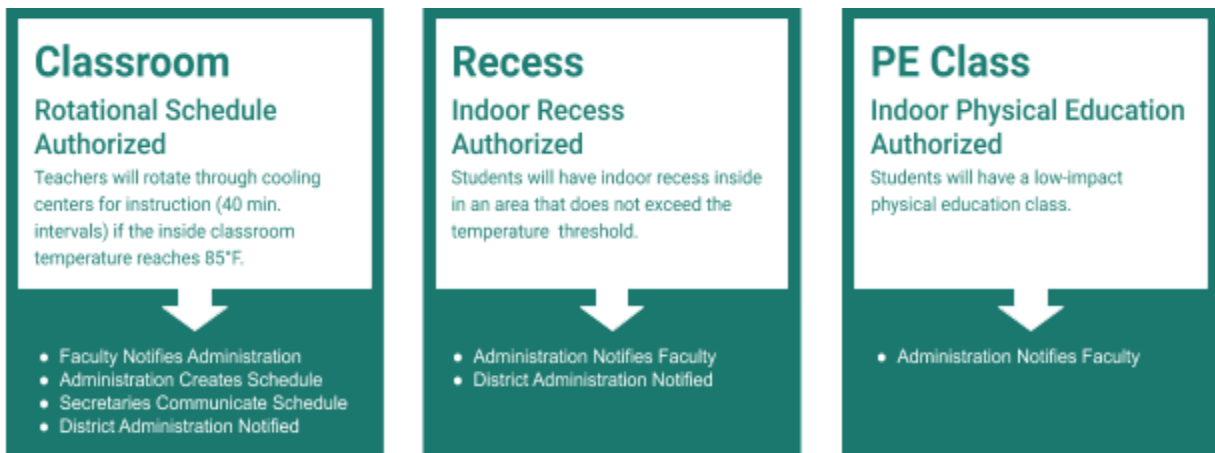 Classroom
Rotational Schedule
Authorized
Teachers will rotate through cooling
centers for instruction (40 min.
intervals) if the inside classroom
temperature reaches 85°F.
● Faculty Notifies Administration
● Administration Creates Schedule
● Secretaries Communicate Schedule
● District Administration Notified
Recess
Indoor Recess
Authorized
Students will have indoor recess inside
in an area that does not exceed the
temperature threshold.
● Administration Notifies Faculty
● District Administration Notified
PE Class
Indoor Physical Education
Authorized
Students will have a low-impact
physical education class.
● Administration Notifies Faculty